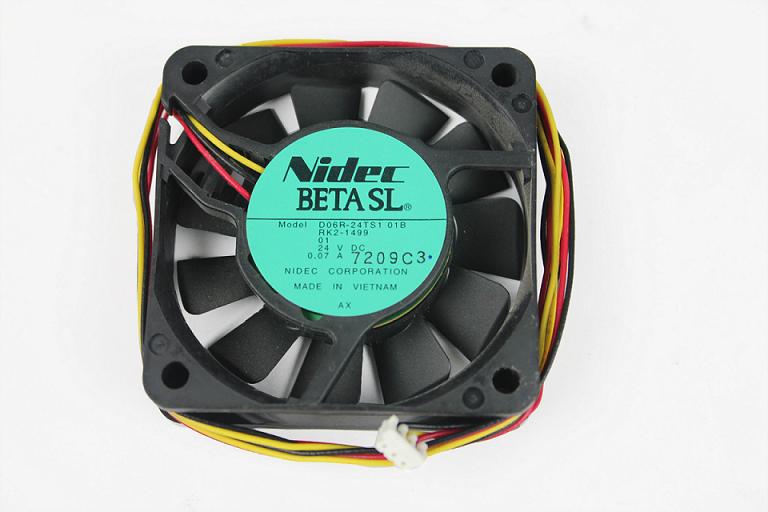 Nidec
BETA SL®
Model D06R-24TS1 01B
RK2-1499
01
24 V DC
0.07 A 7209C3
NIDEC CORPORATION
MADE IN VIETNAM
AX